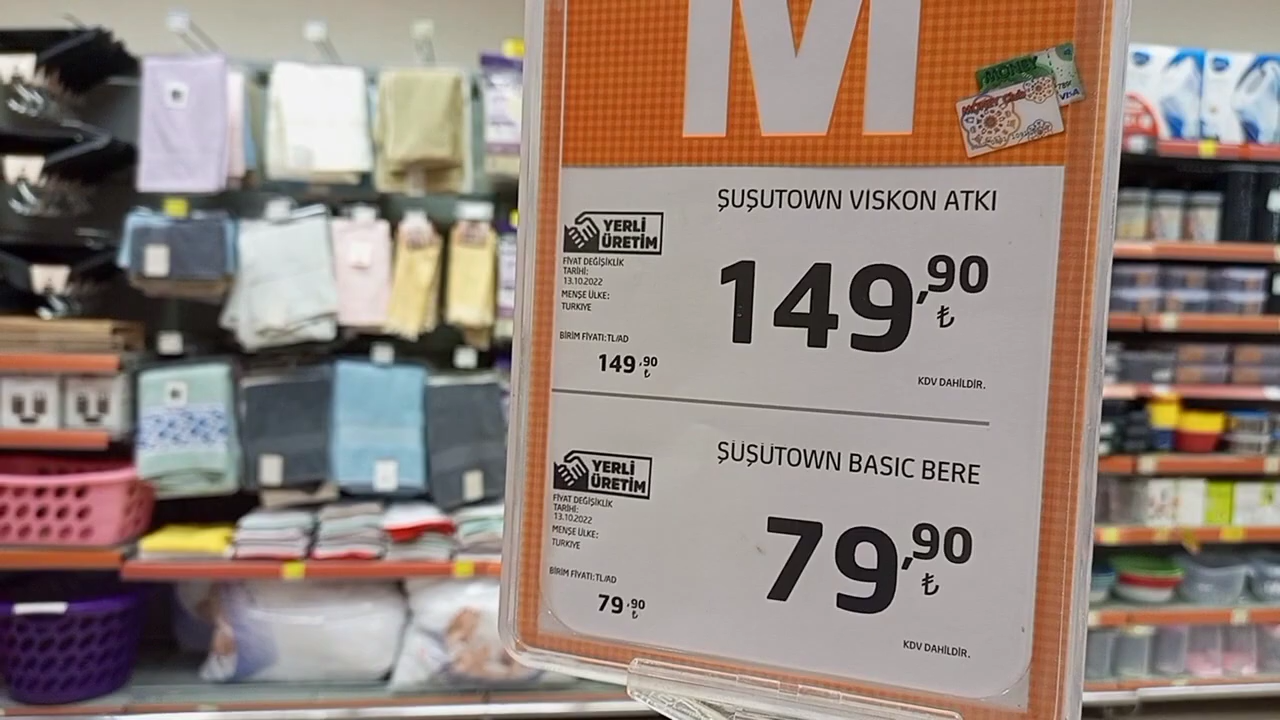 M
MONEY
VISA
ŞUŞUTOWN VISKON ATKI
YERLİ
ÜRETİM
FİYAT DEĞİŞİKLİK
TARİHİ:
13.10.2022
MENŞE ÜLKE:
TURKIYE
149,90
₺
BİRİM FİYATI:TL/AD
149,90
₺
KDV DAHİLDİR.
ŞUŞUTOWN BASIC BERE
YERLİ
ÜRETİM
FİYAT DEĞİŞİKLİK
TARİHİ:
13.10.2022
MENŞE ÜLKE:
TURKIYE
79,90
₺
BİRİM FİYATI:TL/AD
79,90
₺
KDV DAHİLDİR.